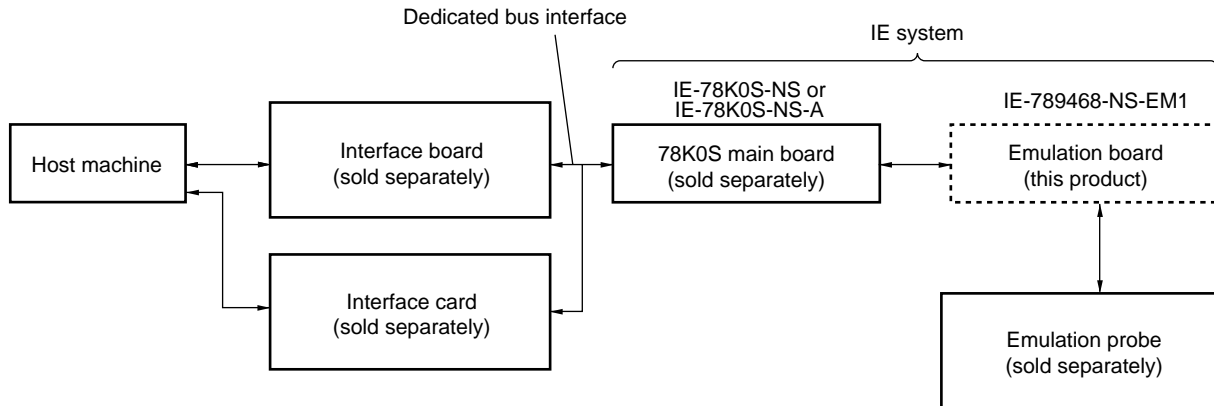 Dedicated bus interface
IE system
IE-78K0S-NS or
IE-78K0S-NS-A
IE-789468-NS-EM1
Host machine
Interface board
(sold separately)
78K0S main board
(sold separately)
Emulation board
(this product)
Interface card
(sold separately)
Emulation probe
(sold separately)